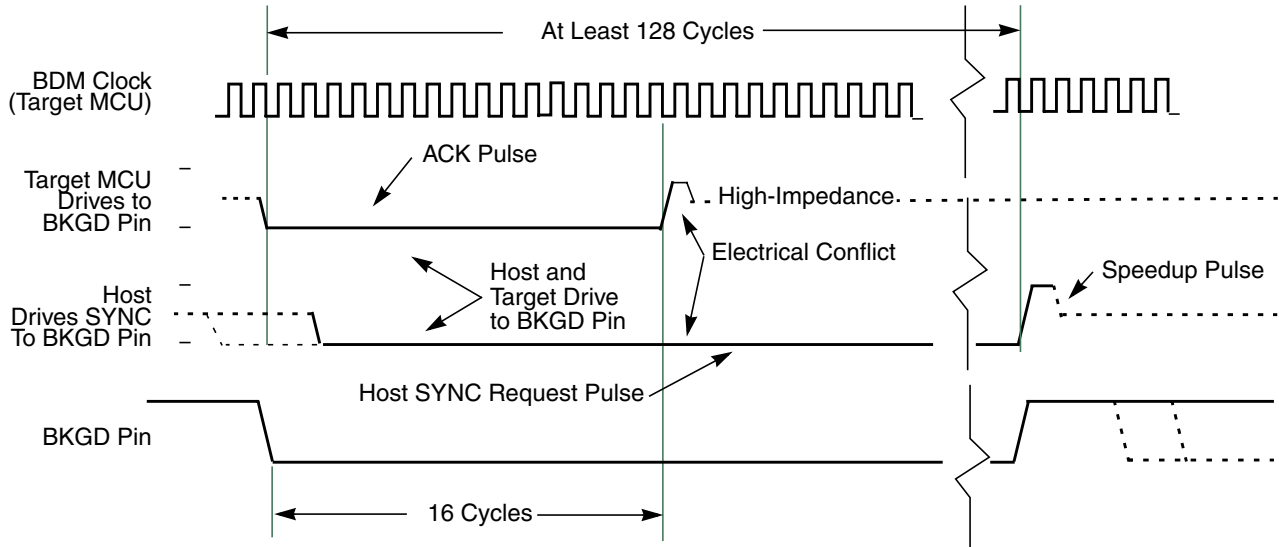 At Least 128 Cycles
BDM Clock
(Target MCU)
ACK Pulse
Target MCU
Drives to
BKGD Pin
High-Impedance
Electrical Conflict
Host and
Target Drive
to BKGD Pin
Speedup Pulse
Host
Drives SYNC
To BKGD Pin
Host SYNC Request Pulse
BKGD Pin
16 Cycles